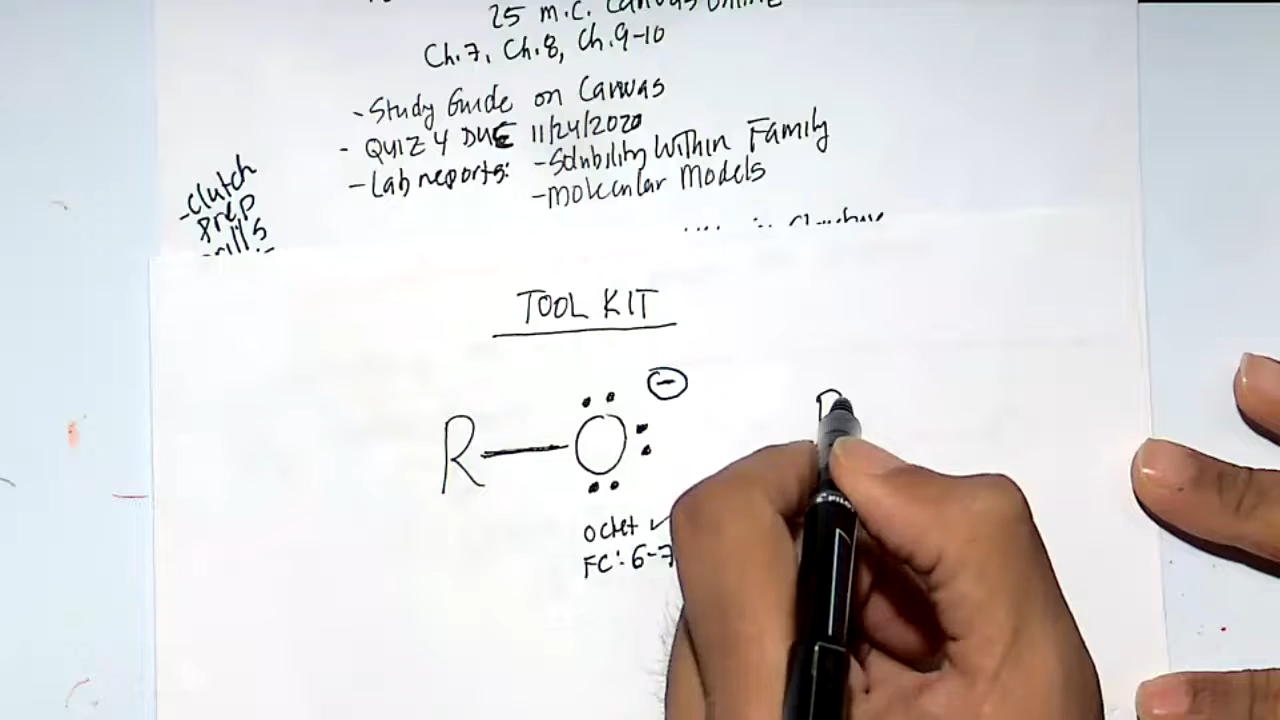 25 m.c. Canvas Online
Ch.7, Ch.8, Ch.9-10
-Study Guide on Canvas
- QUIZ 4 DUE 11/24/2020
-Lab reports: -Solubility Within Family
-Molecular Models
-Clutch
Prep
TOOL KIT
R—O
−
Octet ✓
FC: 6-7
PILOT